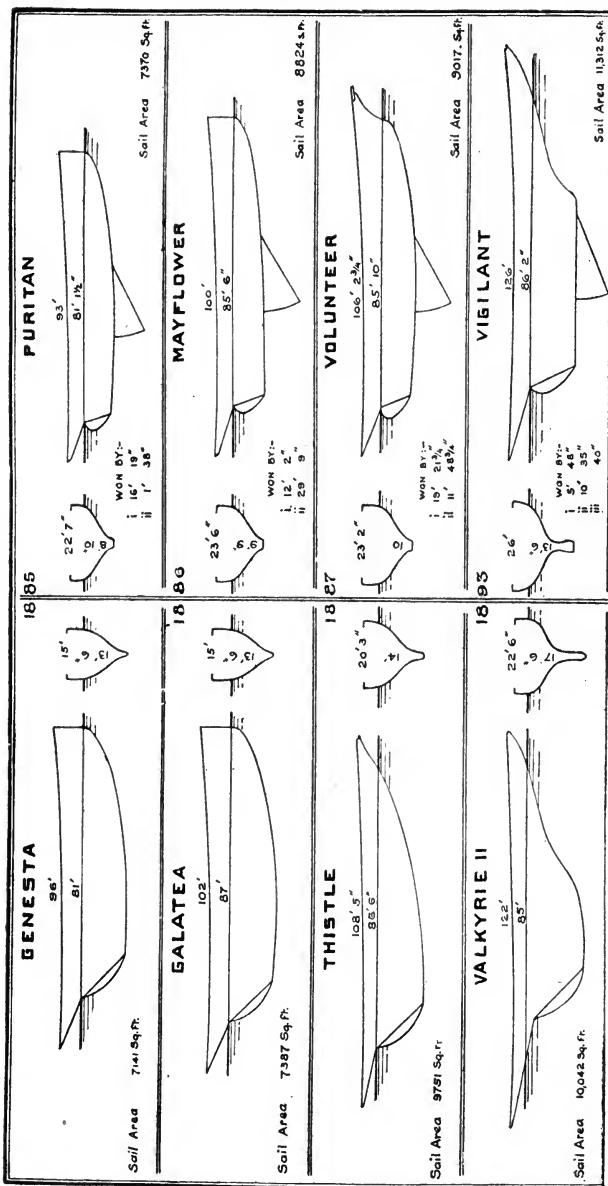 1885
GENESTA
96'
81'
15'
13' 6"
Sail Area 7141 Sq.Ft.
PURITAN
93'
81' 1½"
22' 7"
8' 0"
WON BY:-
i 16' 19"
ii 1' 38"
Sail Area 7370 Sq.Ft.
1886
GALATEA
102'
87'
15'
13' 6"
Sail Area 7387 Sq.Ft.
MAYFLOWER
100'
85' 6"
23' 6"
9' 9"
WON BY:-
i. 12' 2"
ii 29' 9"
Sail Area 8824 s.Ft.
1887
THISTLE
108' 5"
86' 6"
20' 3"
14'
Sail Area 9751 Sq.Ft.
VOLUNTEER
106' 2¾"
85' 10"
23' 2"
10'
WON BY:-
i 19' 21¾"
ii 11' 48¾"
Sail Area 9017. Sq.Ft.
1893
VALKYRIE II
122'
85'
22' 6"
17' 6"
Sail Area 10,042 Sq.Ft.
VIGILANT
126'
86' 2"
26'
13' 6"
WON BY:-
i 5' 48"
ii 10' 35"
iii 40"
Sail Area 11,312 Sq.Ft.